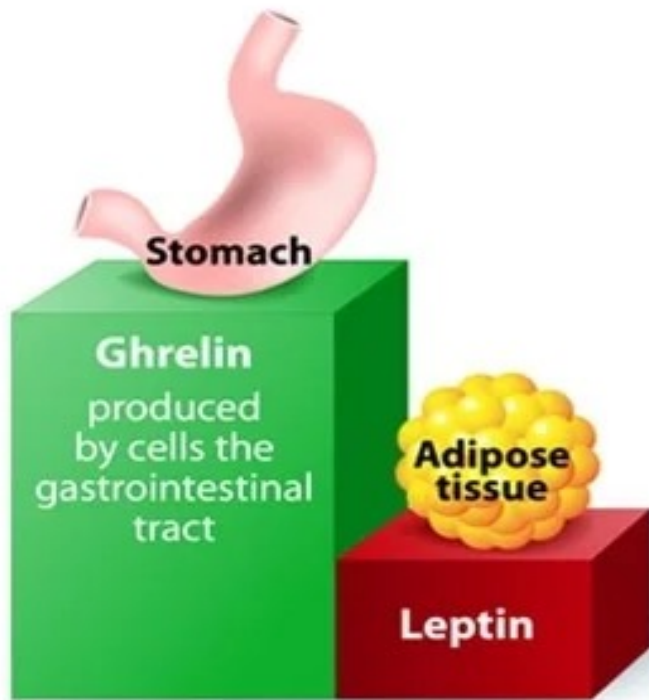 Stomach
Ghrelin
produced
by cells the
gastrointestinal
tract
Adipose
tissue
Leptin